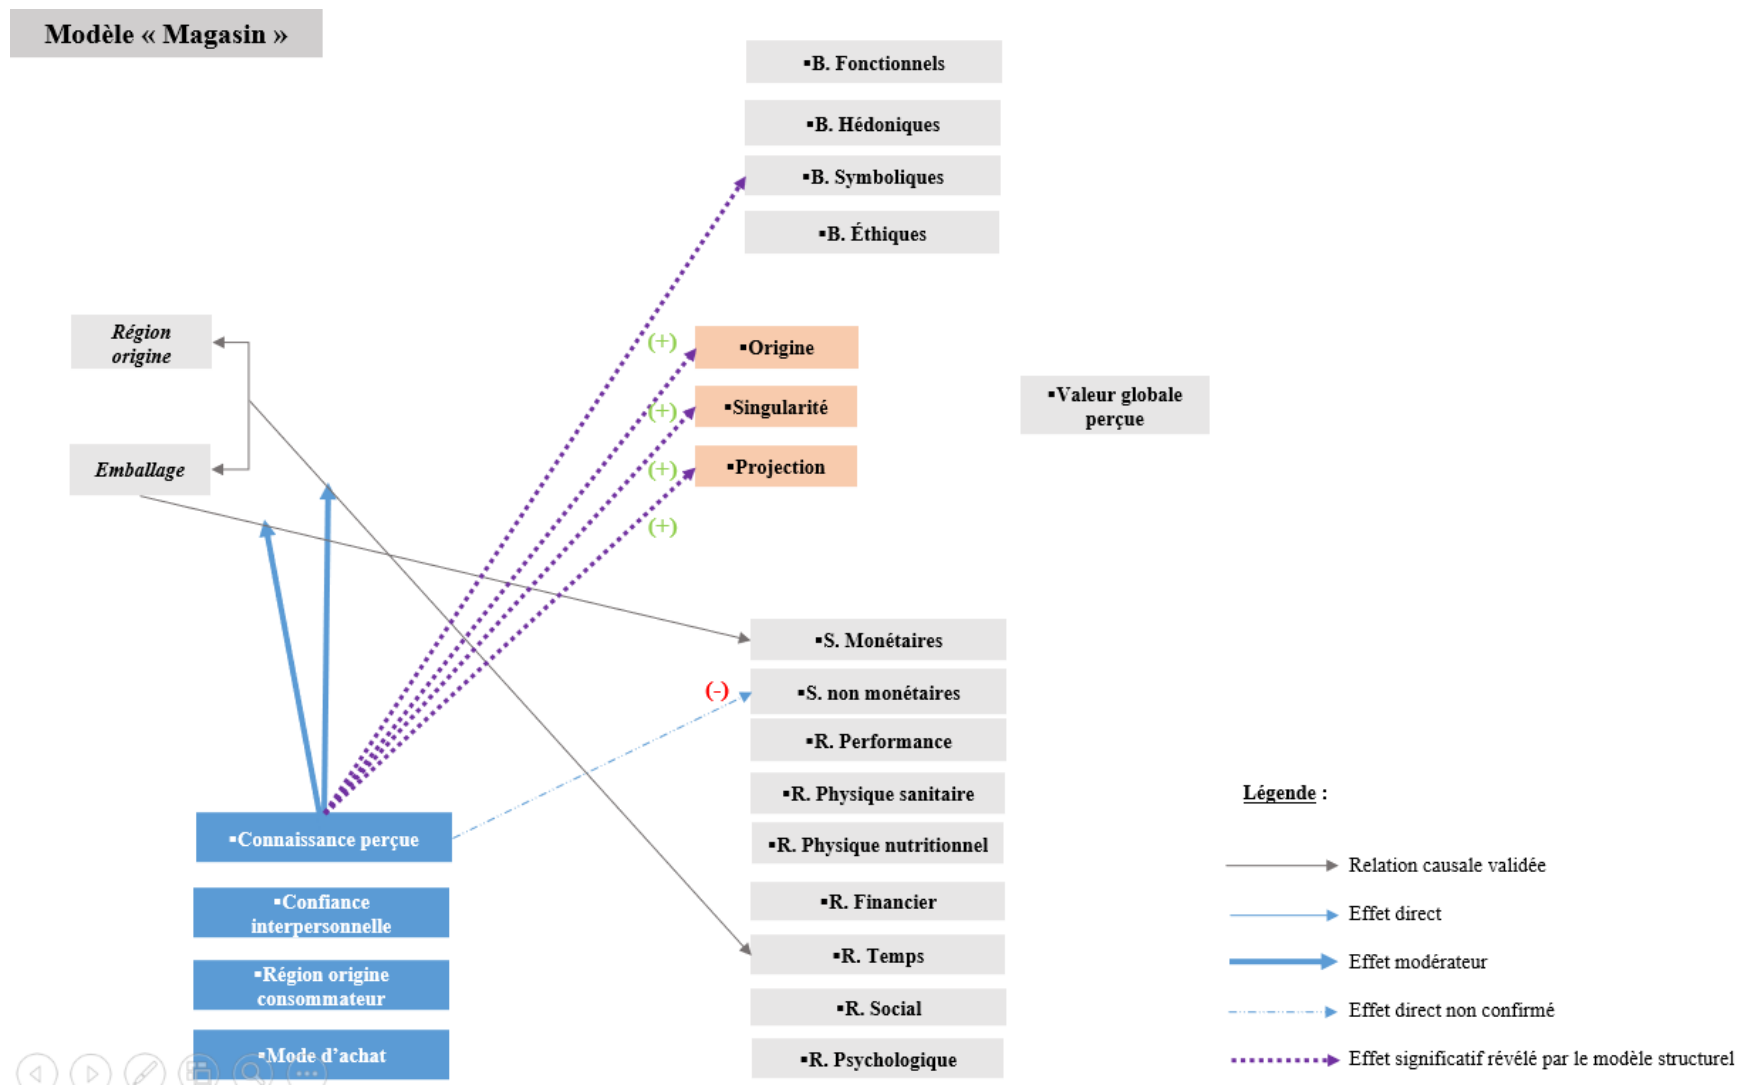 Modèle « Magasin »
▪B. Fonctionnels
▪B. Hédoniques
▪B. Symboliques
▪B. Éthiques
Région
origine
Emballage
(+)
▪Origine
(+)
▪Singularité
(+)
▪Projection
(+)
▪Valeur globale
perçue
▪S. Monétaires
(-)
▪S. non monétaires
▪R. Performance
▪R. Physique sanitaire
▪R. Physique nutritionnel
▪R. Financier
▪R. Temps
▪R. Social
▪R. Psychologique
▪Connaissance perçue
▪Confiance
interpersonnelle
▪Région origine
consommateur
▪Mode d’achat
Légende :
Relation causale validée
Effet direct
Effet modérateur
Effet direct non confirmé
Effet significatif révélé par le modèle structurel